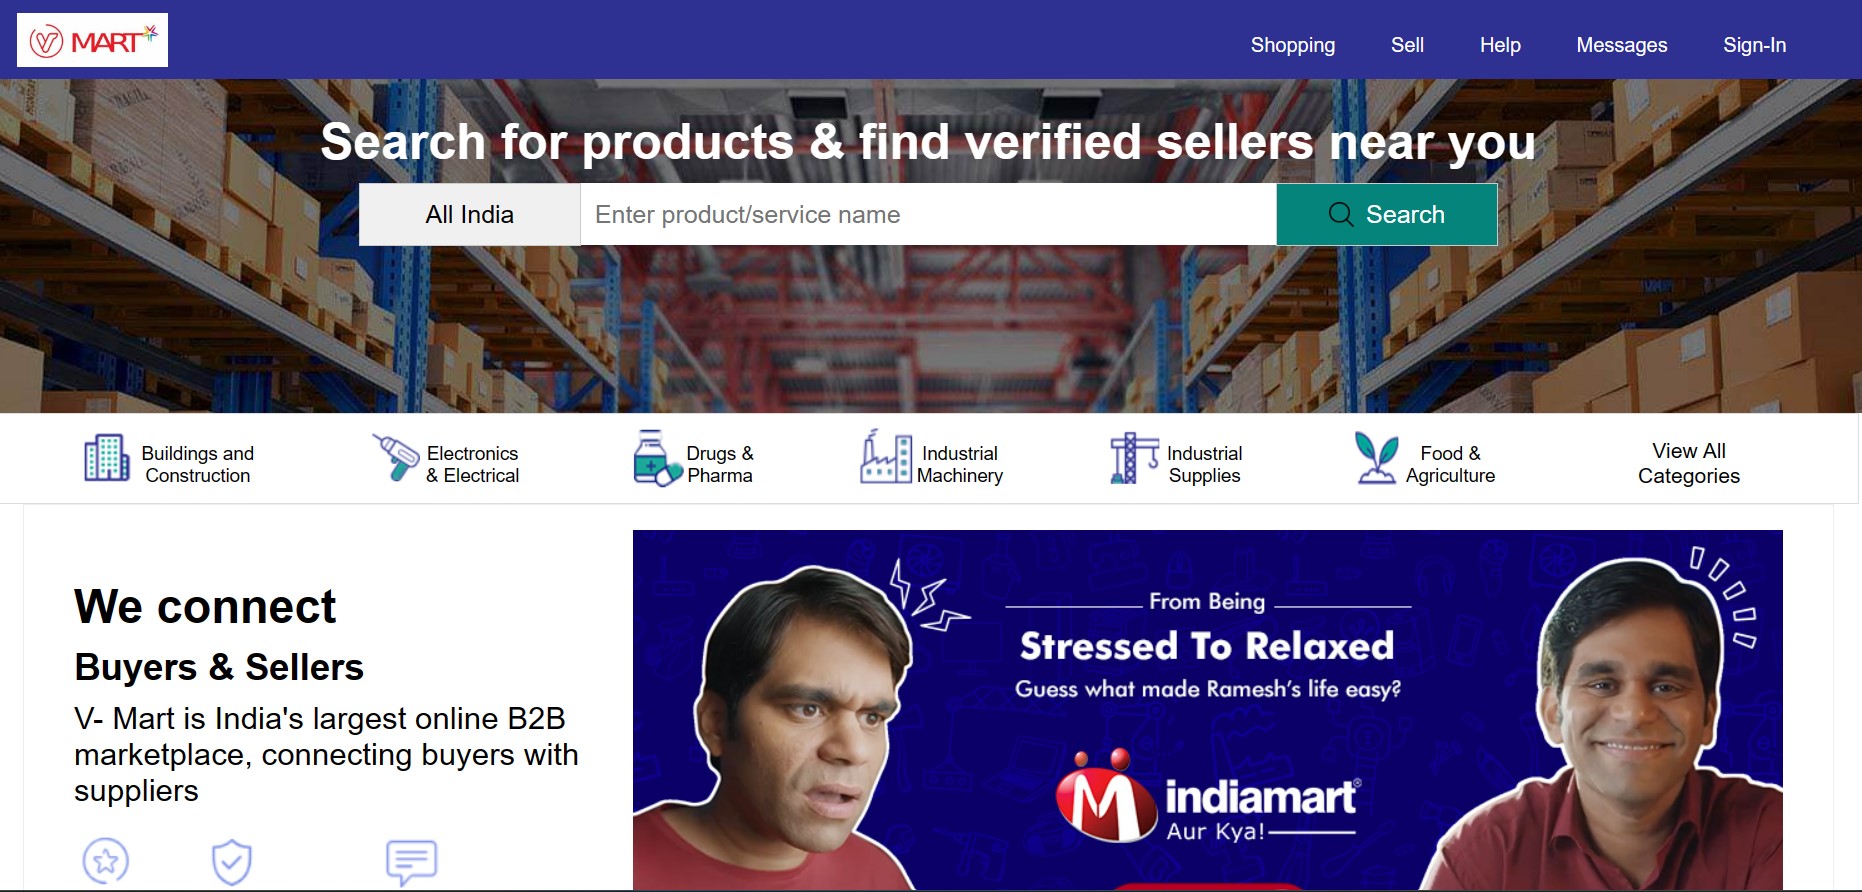 V MART
Shopping
Sell
Help
Messages
Sign-In
Search for products & find verified sellers near you
All India
Enter product/service name
Search
Buildings and
Construction
Electronics
& Electrical
Drugs &
Pharma
Industrial
Machinery
Industrial
Supplies
Food &
Agriculture
View All
Categories
We connect
Buyers & Sellers
V- Mart is India's largest online B2B
marketplace, connecting buyers with
suppliers
From Being
Stressed To Relaxed
Guess what made Ramesh's life easy?
indiamart®
Aur Kya!